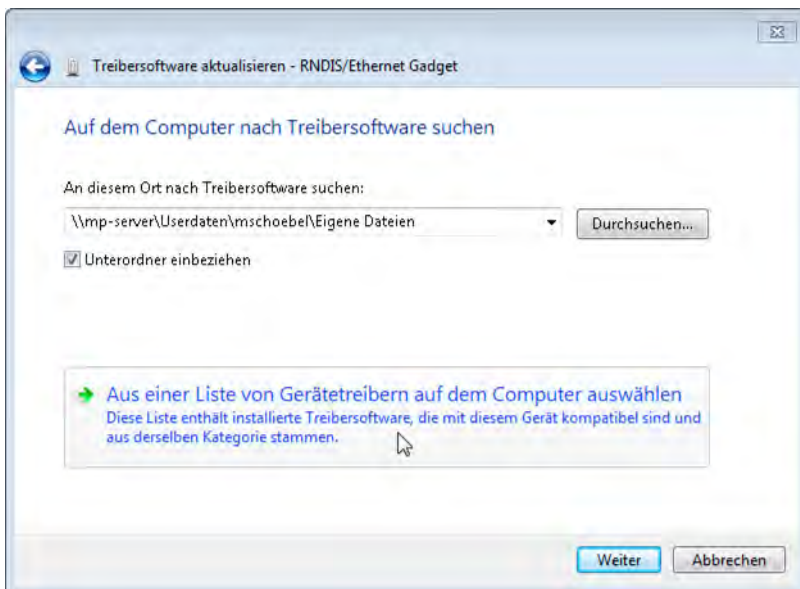 Treibersoftware aktualisieren - RNDIS/Ethernet Gadget
Auf dem Computer nach Treibersoftware suchen
An diesem Ort nach Treibersoftware suchen:
\\mp-server\Userdaten\mschoebel\Eigene Dateien
Durchsuchen...
Unterordner einbeziehen
Aus einer Liste von Gerätetreibern auf dem Computer auswählen
Diese Liste enthält installierte Treibersoftware, die mit diesem Gerät kompatibel sind und
aus derselben Kategorie stammen.
Weiter
Abbrechen